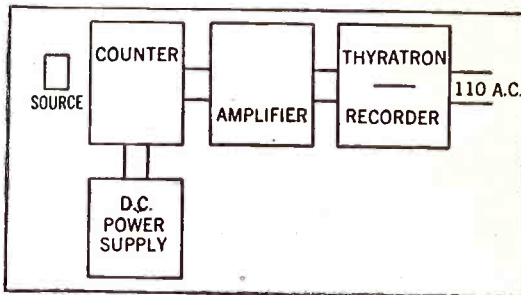 SOURCE
COUNTER
AMPLIFIER
THYRATRON
RECORDER
110 A.C.
D.C.
POWER
SUPPLY